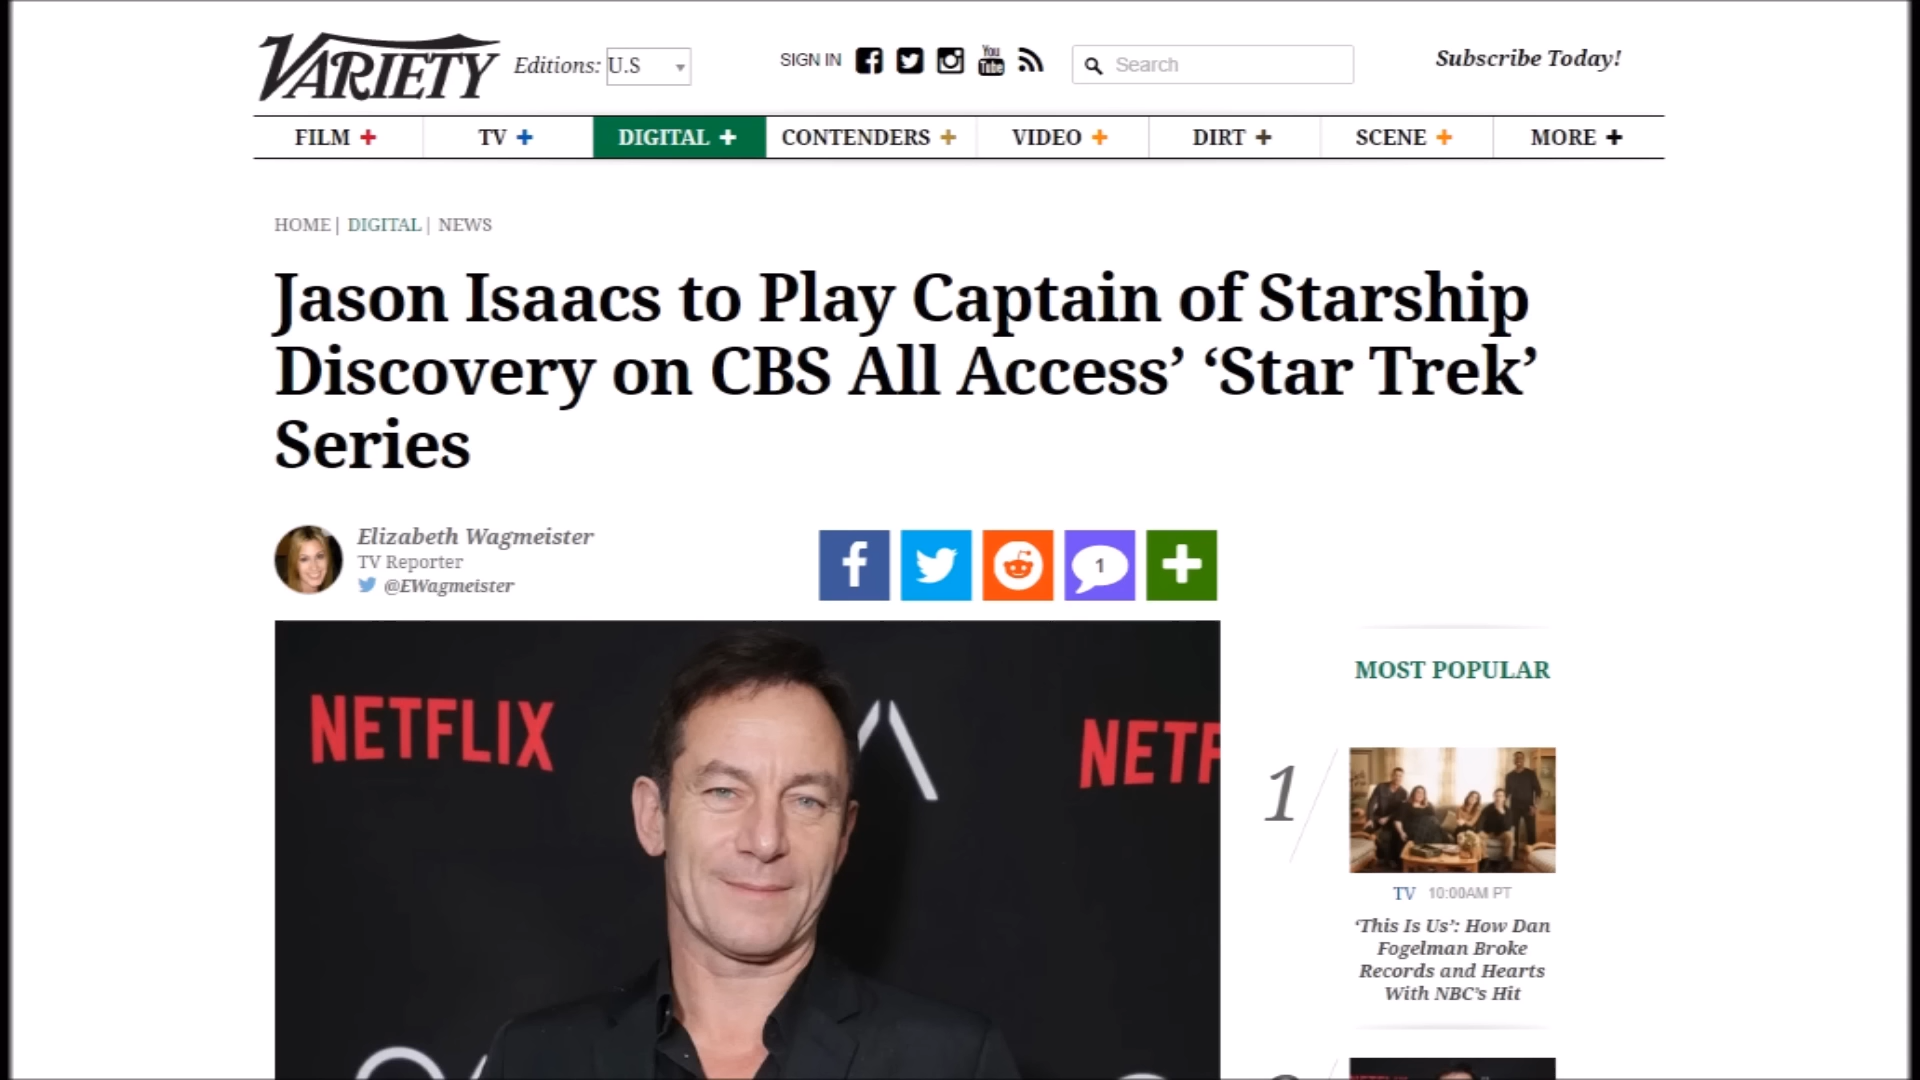 VARIETY
Editions: U.S
SIGN IN
You Tube
Search
Subscribe Today!
FILM + TV + DIGITAL + CONTENDERS + VIDEO + DIRT + SCENE + MORE +
HOME | DIGITAL | NEWS
Jason Isaacs to Play Captain of Starship
Discovery on CBS All Access’ ‘Star Trek’
Series
Elizabeth Wagmeister
TV Reporter
@EWagmeister
1
NETFLIX
NETF
MOST POPULAR
1
TV 10:00AM PT
‘This Is Us’: How Dan
Fogelman Broke
Records and Hearts
With NBC’s Hit